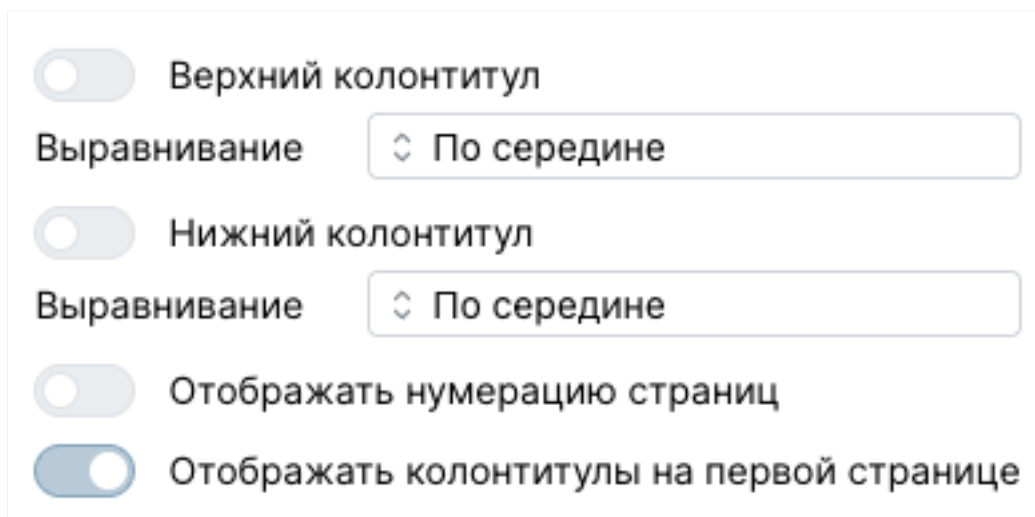 Верхний колонтитул
Выравнивание По середине
Нижний колонтитул
Выравнивание По середине
Отображать нумерацию страниц
Отображать колонтитулы на первой странице